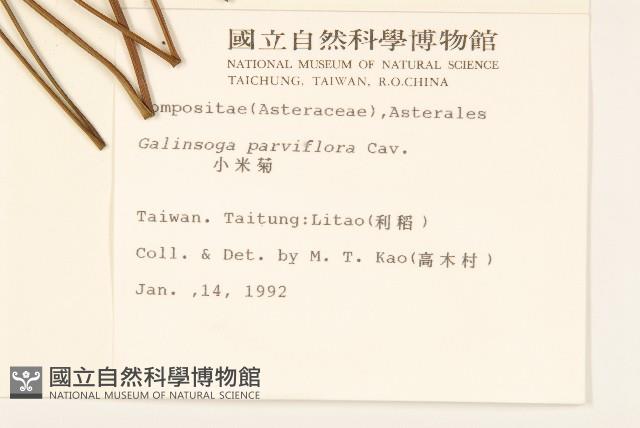 國立自然科學博物館
NATIONAL MUSEUM OF NATURAL SCIENCE
TAICHUNG, TAIWAN, R.O.CHINA
ompositae(Asteraceae),Asterales
Galinsoga parviflora Cav.
小米菊
Taiwan. Taitung:Litao(利稻)
Coll. & Det. by M. T. Kao(高木村)
Jan. ,14, 1992
國立自然科學博物館
NATIONAL MUSEUM OF NATURAL SCIENCE